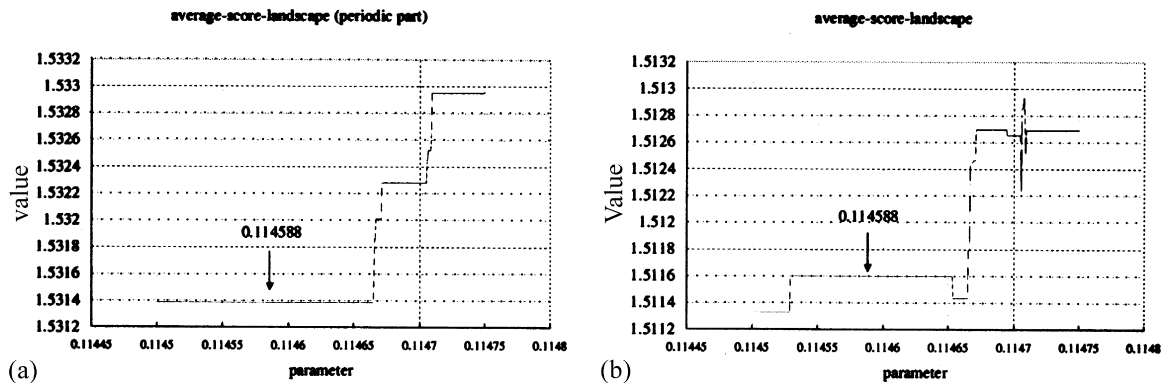 average-score-landscape (periodic part)
1.5332
1.533
1.5328
1.5326
1.5324
1.5322
1.532
1.5318
1.5316
1.5314
1.5312
value
0.114588
0.11445 0.1145 0.11455 0.1146 0.11465 0.1147 0.11475 0.1148
parameter
(a)
average-score-landscape
1.5132
1.513
1.5128
1.5126
1.5124
1.5122
1.512
1.5118
1.5116
1.5114
1.5112
Value
0.114588
0.11445 0.1145 0.11455 0.1146 0.11465 0.1147 0.11475 0.1148
parameter
(b)